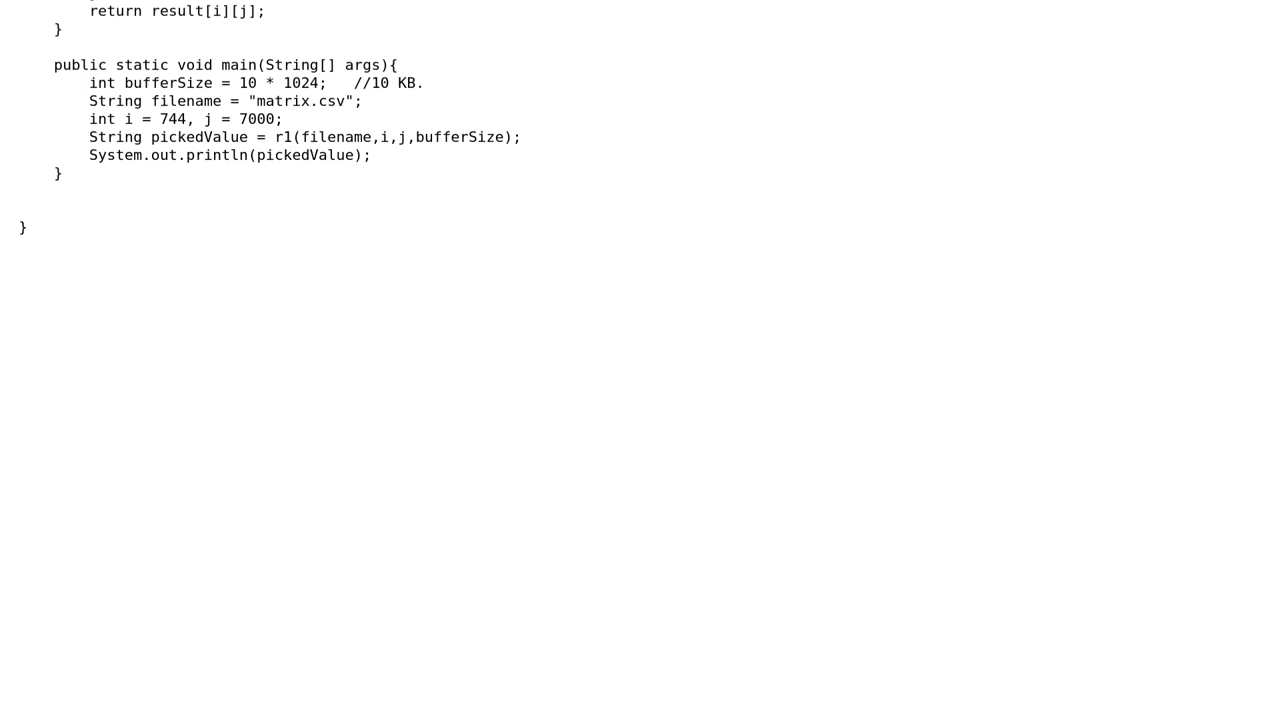 return result[i][j];
    }

    public static void main(String[] args){
        int bufferSize = 10 * 1024;   //10 KB.
        String filename = "matrix.csv";
        int i = 744, j = 7000;
        String pickedValue = r1(filename,i,j,bufferSize);
        System.out.println(pickedValue);
    }


}